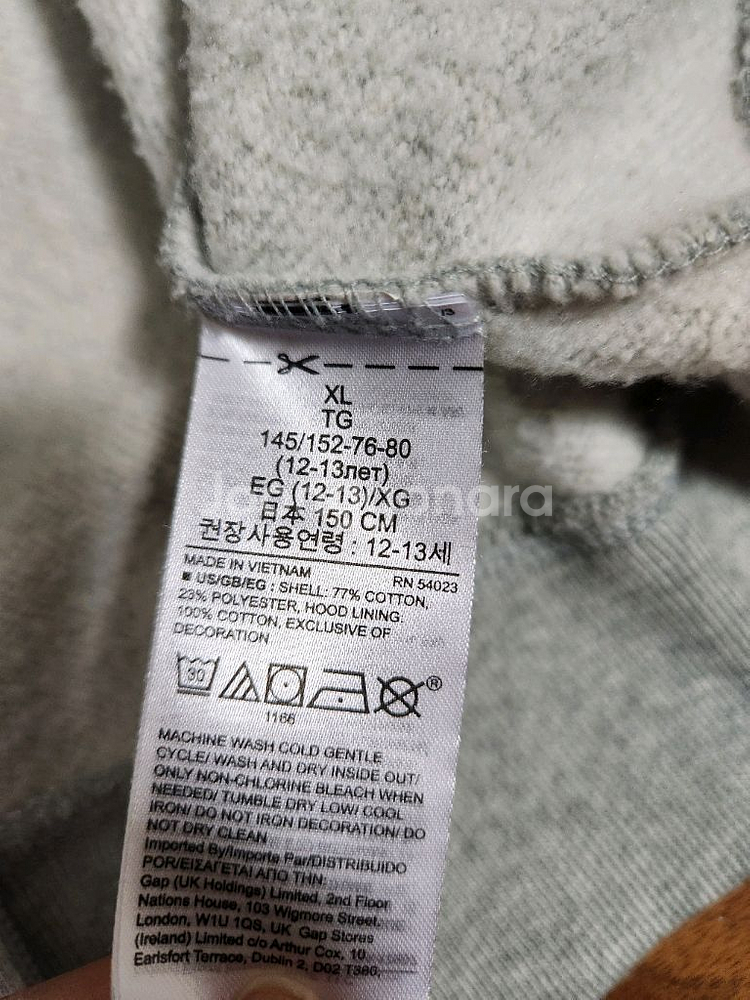 XL
TG
145/152-76-80
(12-13лет)
EG (12-13)/XG
日本 150 CM
권장사용연령 : 12-13세
MADE IN VIETNAM RN 54023
■ US/GB/EG : SHELL: 77% COTTON,
23% POLYESTER, HOOD LINING:
100% COTTON, EXCLUSIVE OF
DECORATION
30
®
1166
MACHINE WASH COLD GENTLE
CYCLE/ WASH AND DRY INSIDE OUT/
ONLY NON-CHLORINE BLEACH WHEN
NEEDED/ TUMBLE DRY LOW/ COOL
IRON/ DO NOT IRON DECORATION/ DO
NOT DRY CLEAN
Imported By/Importé Par/DISTRIBUIDO
POR/ΕΙΣΑΓΕΤΑΙ ΑΠΟ ΤΗΝ:
Gap (UK Holdings) Limited, 2nd Floor
Nations House, 103 Wigmore Street,
London, W1U 1QS, UK Gap Stores
(Ireland) Limited c/o Arthur Cox, 10
Earlsfort Terrace, Dublin 2, D02 T380,